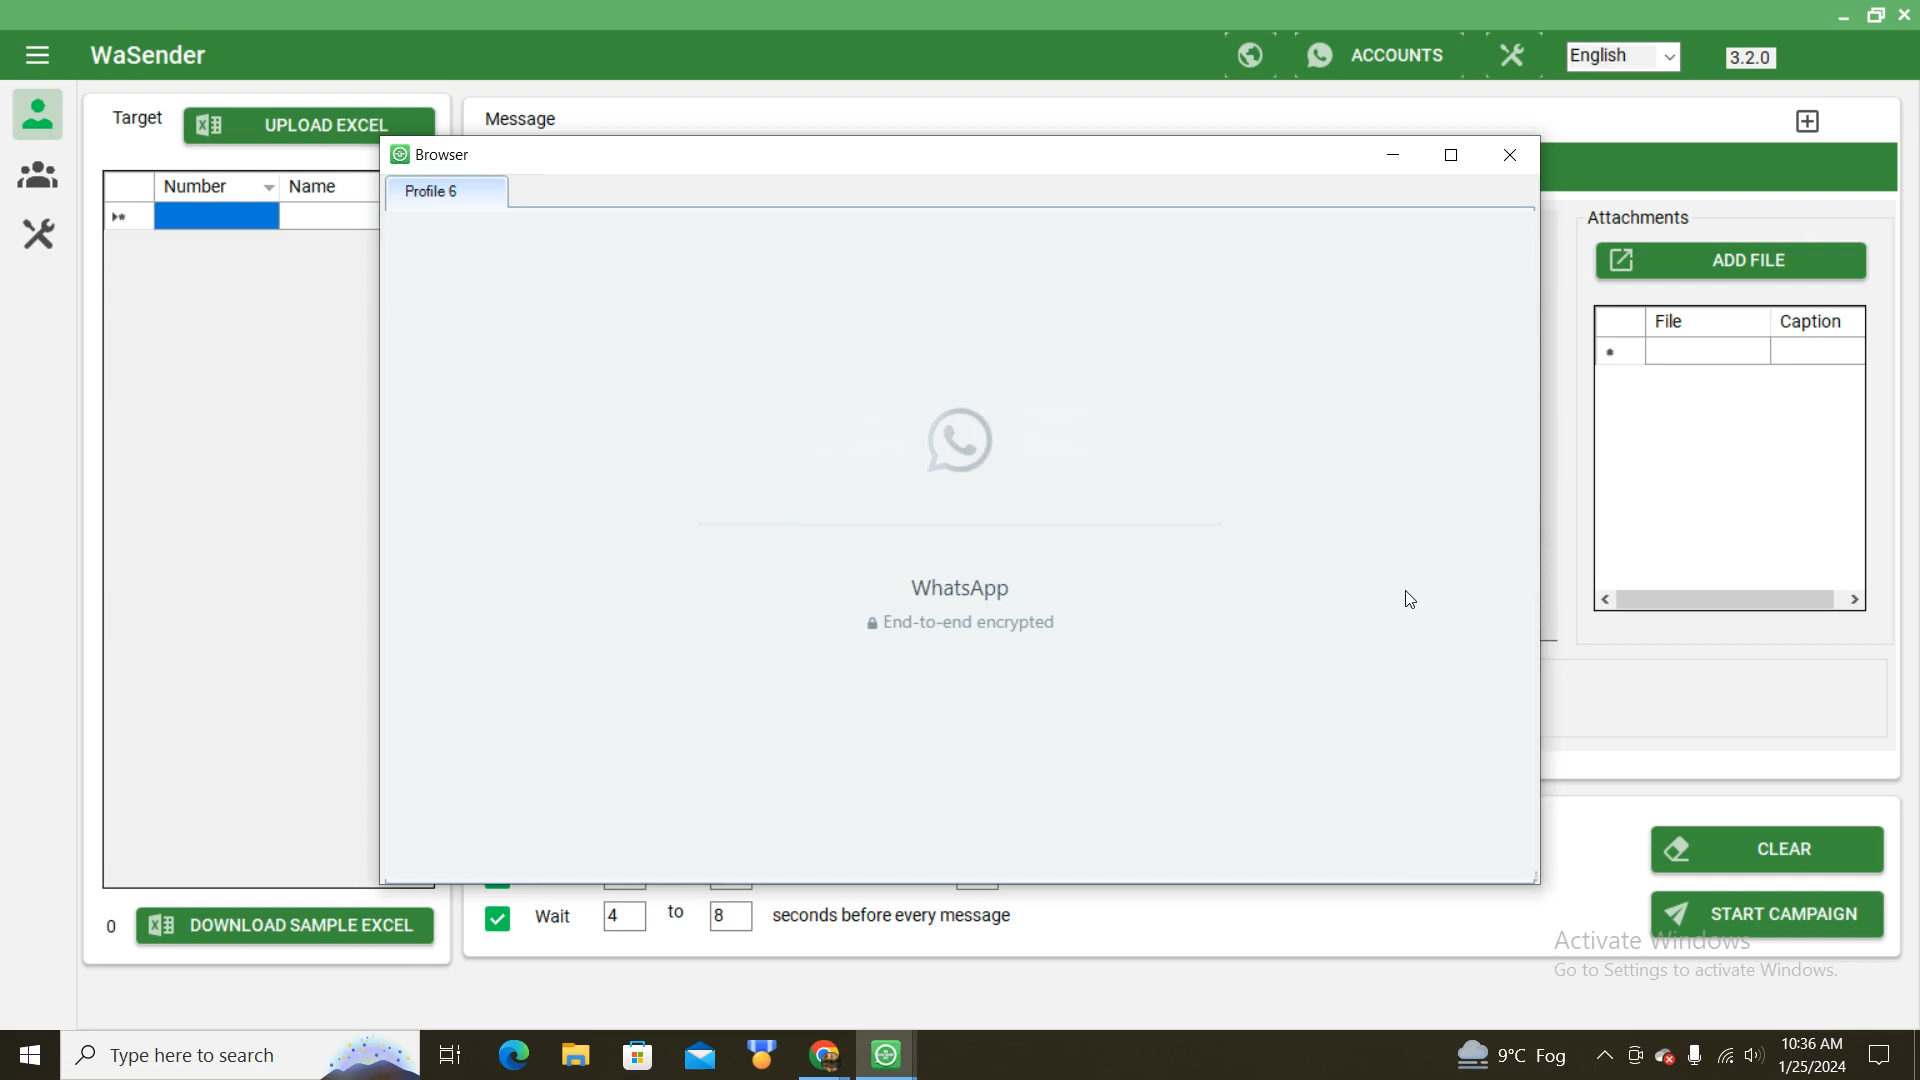 WaSender
ACCOUNTS
English
3.2.0
Target
UPLOAD EXCEL
Message
Browser
Profile 6
Number
Name
Attachments
ADD FILE
File
Caption
WhatsApp
End-to-end encrypted
CLEAR
0
DOWNLOAD SAMPLE EXCEL
Wait
4
to
8
seconds before every message
START CAMPAIGN
Activate Windows
Go to Settings to activate Windows.
Type here to search
9°C Fog
10:36 AM
1/25/2024